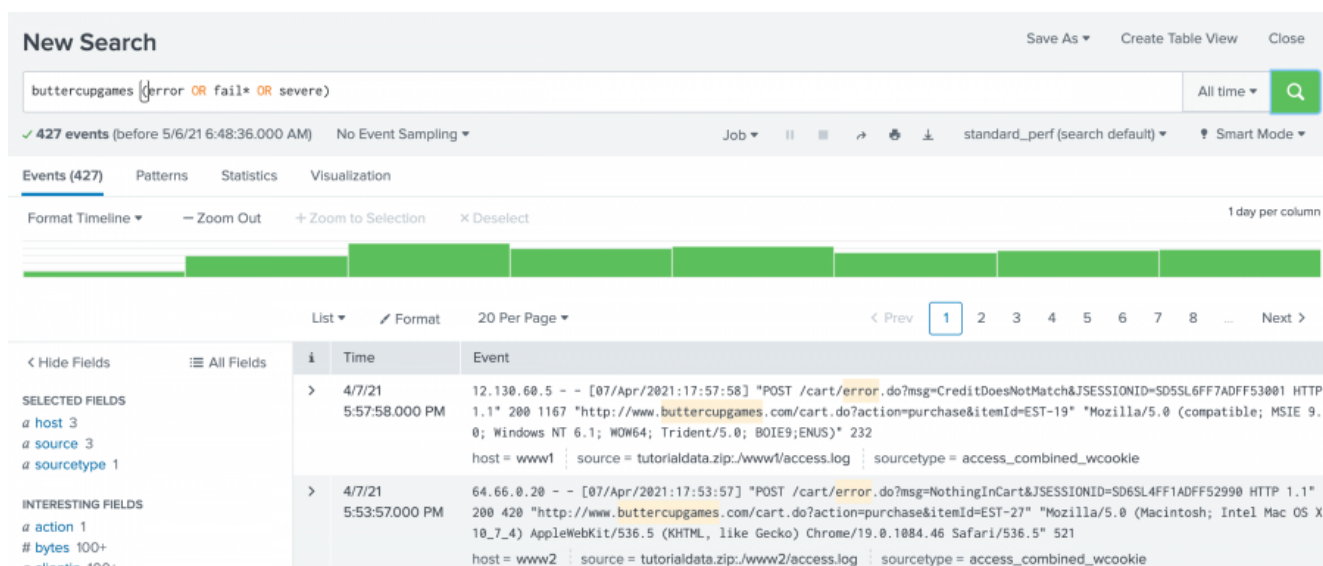 New Search
Save As ▾ Create Table View Close
buttercupgames (error OR fail* OR severe)
All time ▾
✓ 427 events (before 5/6/21 6:48:36.000 AM) No Event Sampling ▾
Job ▾ standard_perf (search default) ▾ Smart Mode ▾
Events (427) Patterns Statistics Visualization
Format Timeline ▾ — Zoom Out + Zoom to Selection × Deselect
1 day per column
List ▾ Format 20 Per Page ▾
< Prev 1 2 3 4 5 6 7 8 ... Next >
< Hide Fields All Fields
i Time Event
SELECTED FIELDS
a host 3
a source 3
a sourcetype 1
INTERESTING FIELDS
a action 1
# bytes 100+
> 4/7/21
5:57:58.000 PM
12.130.60.5 - - [07/Apr/2021:17:57:58] "POST /cart/error.do?msg=CreditDoesNotMatch&JSESSIONID=SD5SL6FF7ADFF53001 HTTP
1.1" 200 1167 "http://www.buttercupgames.com/cart.do?action=purchase&itemId=EST-19" "Mozilla/5.0 (compatible; MSIE 9.
0; Windows NT 6.1; WOW64; Trident/5.0; BOIE9;ENUS)" 232
host = www1 source = tutorialdata.zip:./www1/access.log sourcetype = access_combined_wcookie
> 4/7/21
5:53:57.000 PM
64.66.0.20 - - [07/Apr/2021:17:53:57] "POST /cart/error.do?msg=NothingInCart&JSESSIONID=SD6SL4FF1ADFF52990 HTTP 1.1"
200 420 "http://www.buttercupgames.com/cart.do?action=purchase&itemId=EST-27" "Mozilla/5.0 (Macintosh; Intel Mac OS X
10_7_4) AppleWebKit/536.5 (KHTML, like Gecko) Chrome/19.0.1084.46 Safari/536.5" 521
host = www2 source = tutorialdata.zip:./www2/access.log sourcetype = access_combined_wcookie